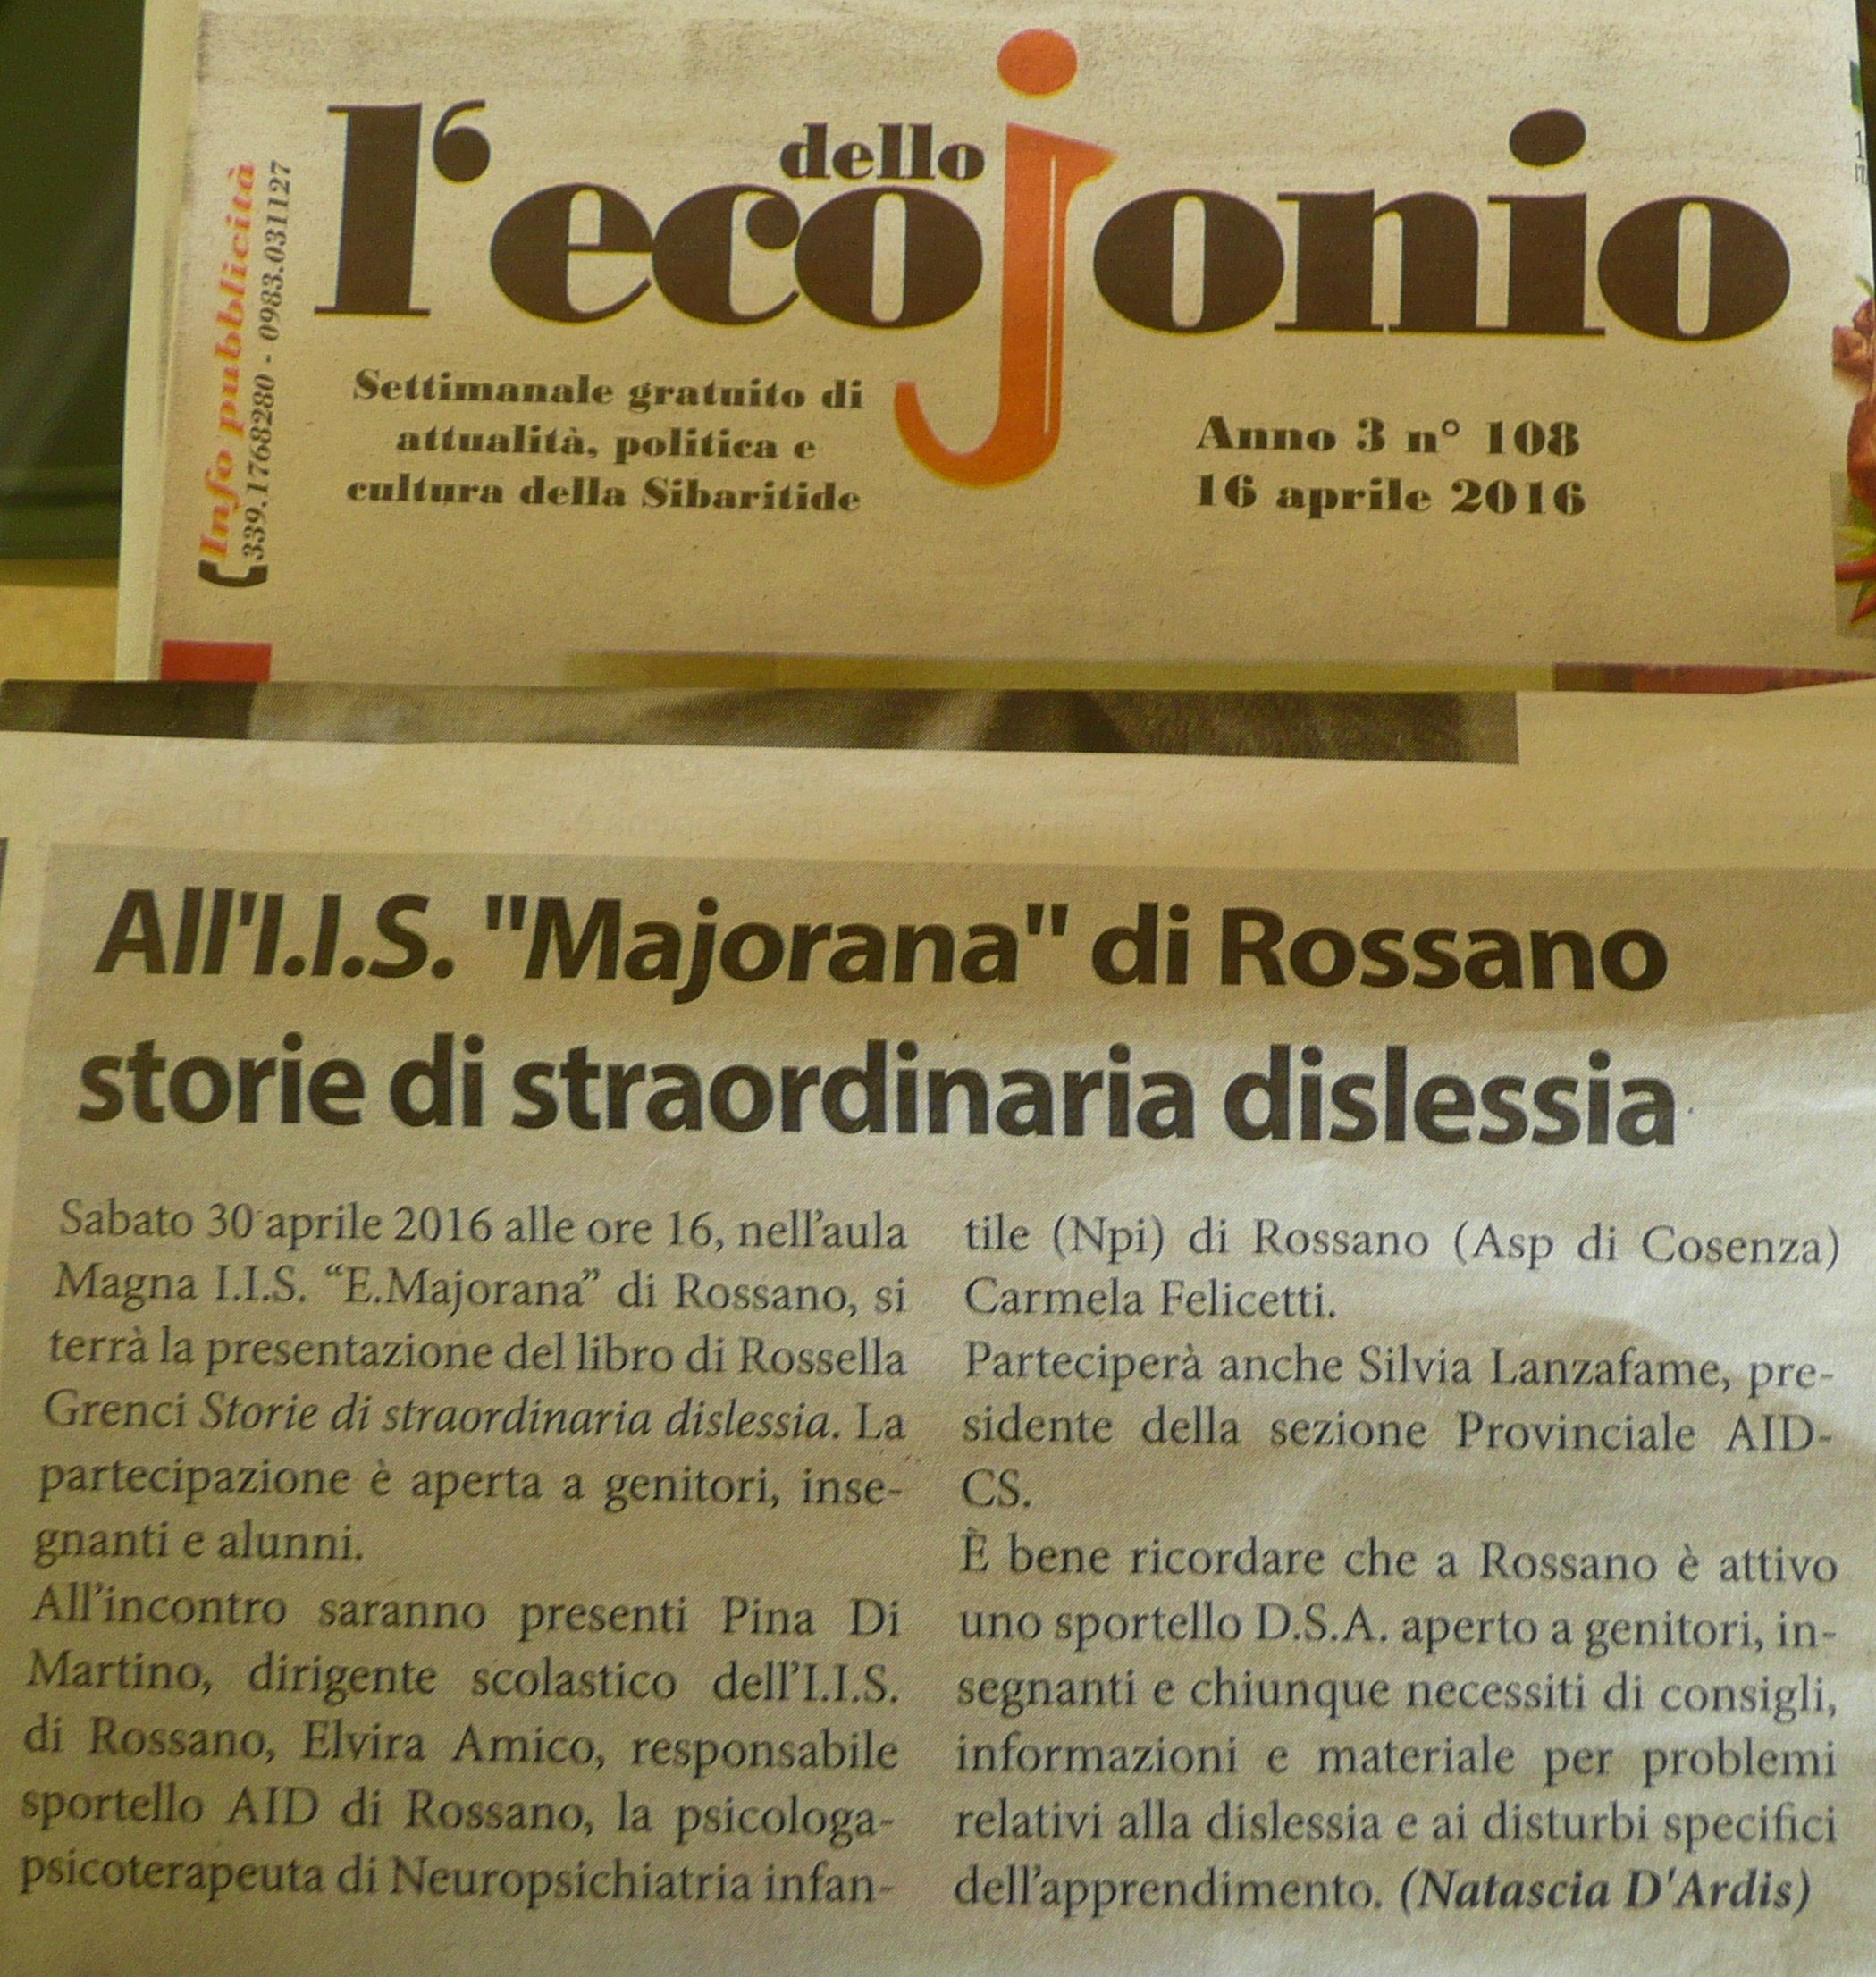 Info pubblicità
339.1768280 - 0983.031127
l'eco dello jonio
Settimanale gratuito di
attualità, politica e
cultura della Sibaritide
Anno 3 n° 108
16 aprile 2016
All'I.I.S. "Majorana" di Rossano
storie di straordinaria dislessia
Sabato 30 aprile 2016 alle ore 16, nell'aula
Magna I.I.S. “E.Majorana” di Rossano, si
terrà la presentazione del libro di Rossella
Grenci Storie di straordinaria dislessia. La
partecipazione è aperta a genitori, inse-
gnanti e alunni.
All'incontro saranno presenti Pina Di
Martino, dirigente scolastico dell'I.I.S.
di Rossano, Elvira Amico, responsabile
sportello AID di Rossano, la psicologa-
psicoterapeuta di Neuropsichiatria infan-
tile (Npi) di Rossano (Asp di Cosenza)
Carmela Felicetti.
Parteciperà anche Silvia Lanzafame, pre-
sidente della sezione Provinciale AID-
CS.
È bene ricordare che a Rossano è attivo
uno sportello D.S.A. aperto a genitori, in-
segnanti e chiunque necessiti di consigli,
informazioni e materiale per problemi
relativi alla dislessia e ai disturbi specifici
dell'apprendimento. (Natascia D'Ardis)